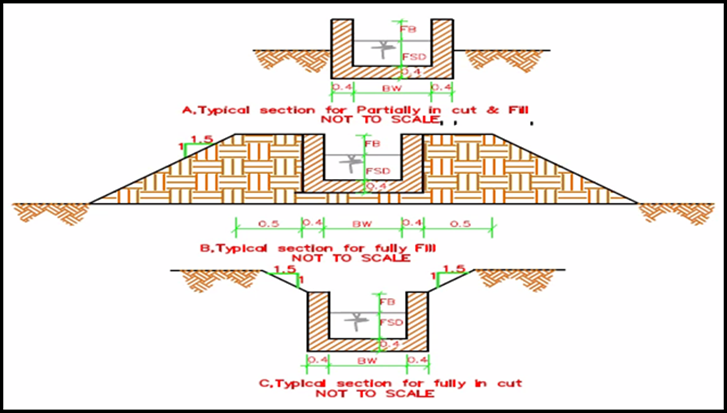 FB
FSD
0.4
0.4 BW 0.4
A,Typical section for Partially in cut & Fill
NOT TO SCALE
1.5
1
FB
FSD
0.4
0.5 0.4 BW 0.4 0.5
B,Typical section for fully Fill
NOT TO SCALE
1.5 1.5
1 1
FB
FSD
0.4
0.4 BW 0.4
C,Typical section for fully in cut
NOT TO SCALE